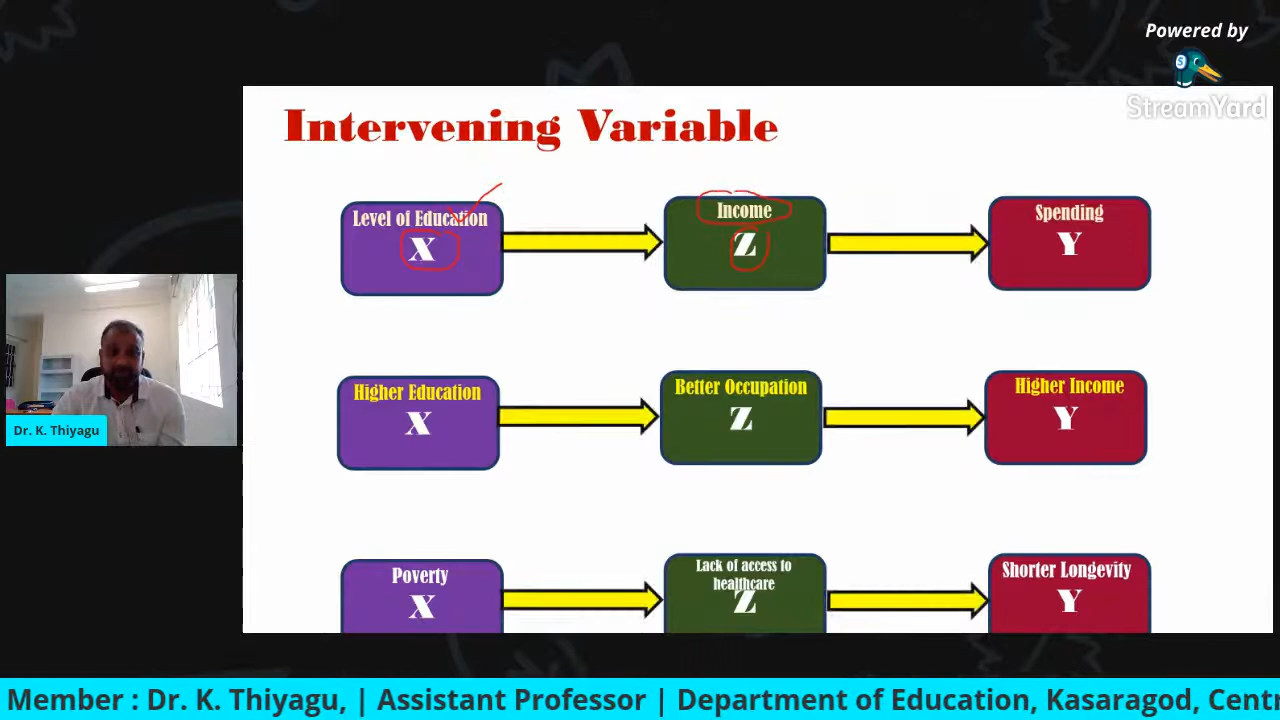 Powered by
StreamYard
Intervening Variable
Level of Education
X
Income
Z
Spending
Y
Higher Education
X
Better Occupation
Z
Higher Income
Y
Poverty
X
Lack of access to
healthcare
Z
Shorter Longevity
Y
Dr. K. Thiyagu
Member : Dr. K. Thiyagu, | Assistant Professor | Department of Education, Kasaragod, Centr